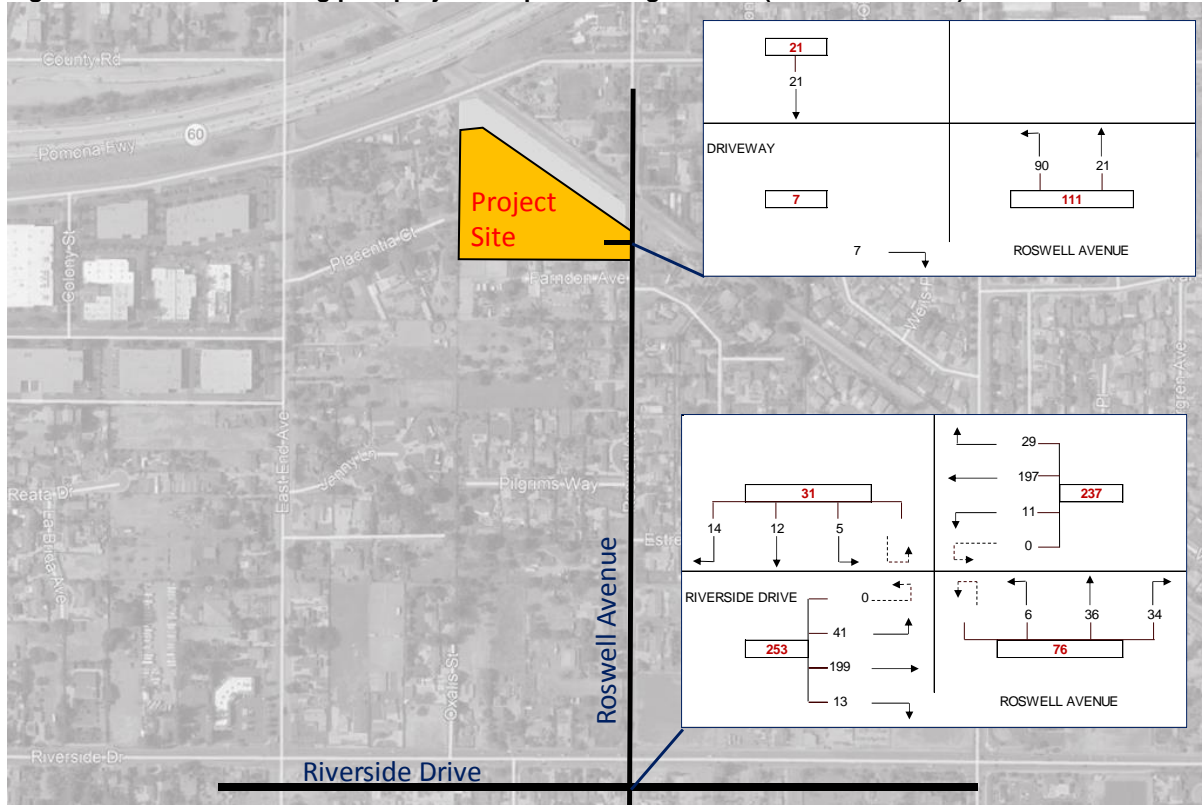 County Rd
60
Pomona Fwy
Colony St
Placentia Ct
Project
Site
Farndon Ave
East End Ave
Reata Dr
Jenny Ln
Pilgrims Way
Oxalis St
Roswell Avenue
Riverside Dr
Riverside Drive
21
21
DRIVEWAY
7
7
90
21
111
ROSWELL AVENUE
31
14
12
5
29
197
11
0
237
RIVERSIDE DRIVE
0
41
199
13
253
6
36
34
76
ROSWELL AVENUE